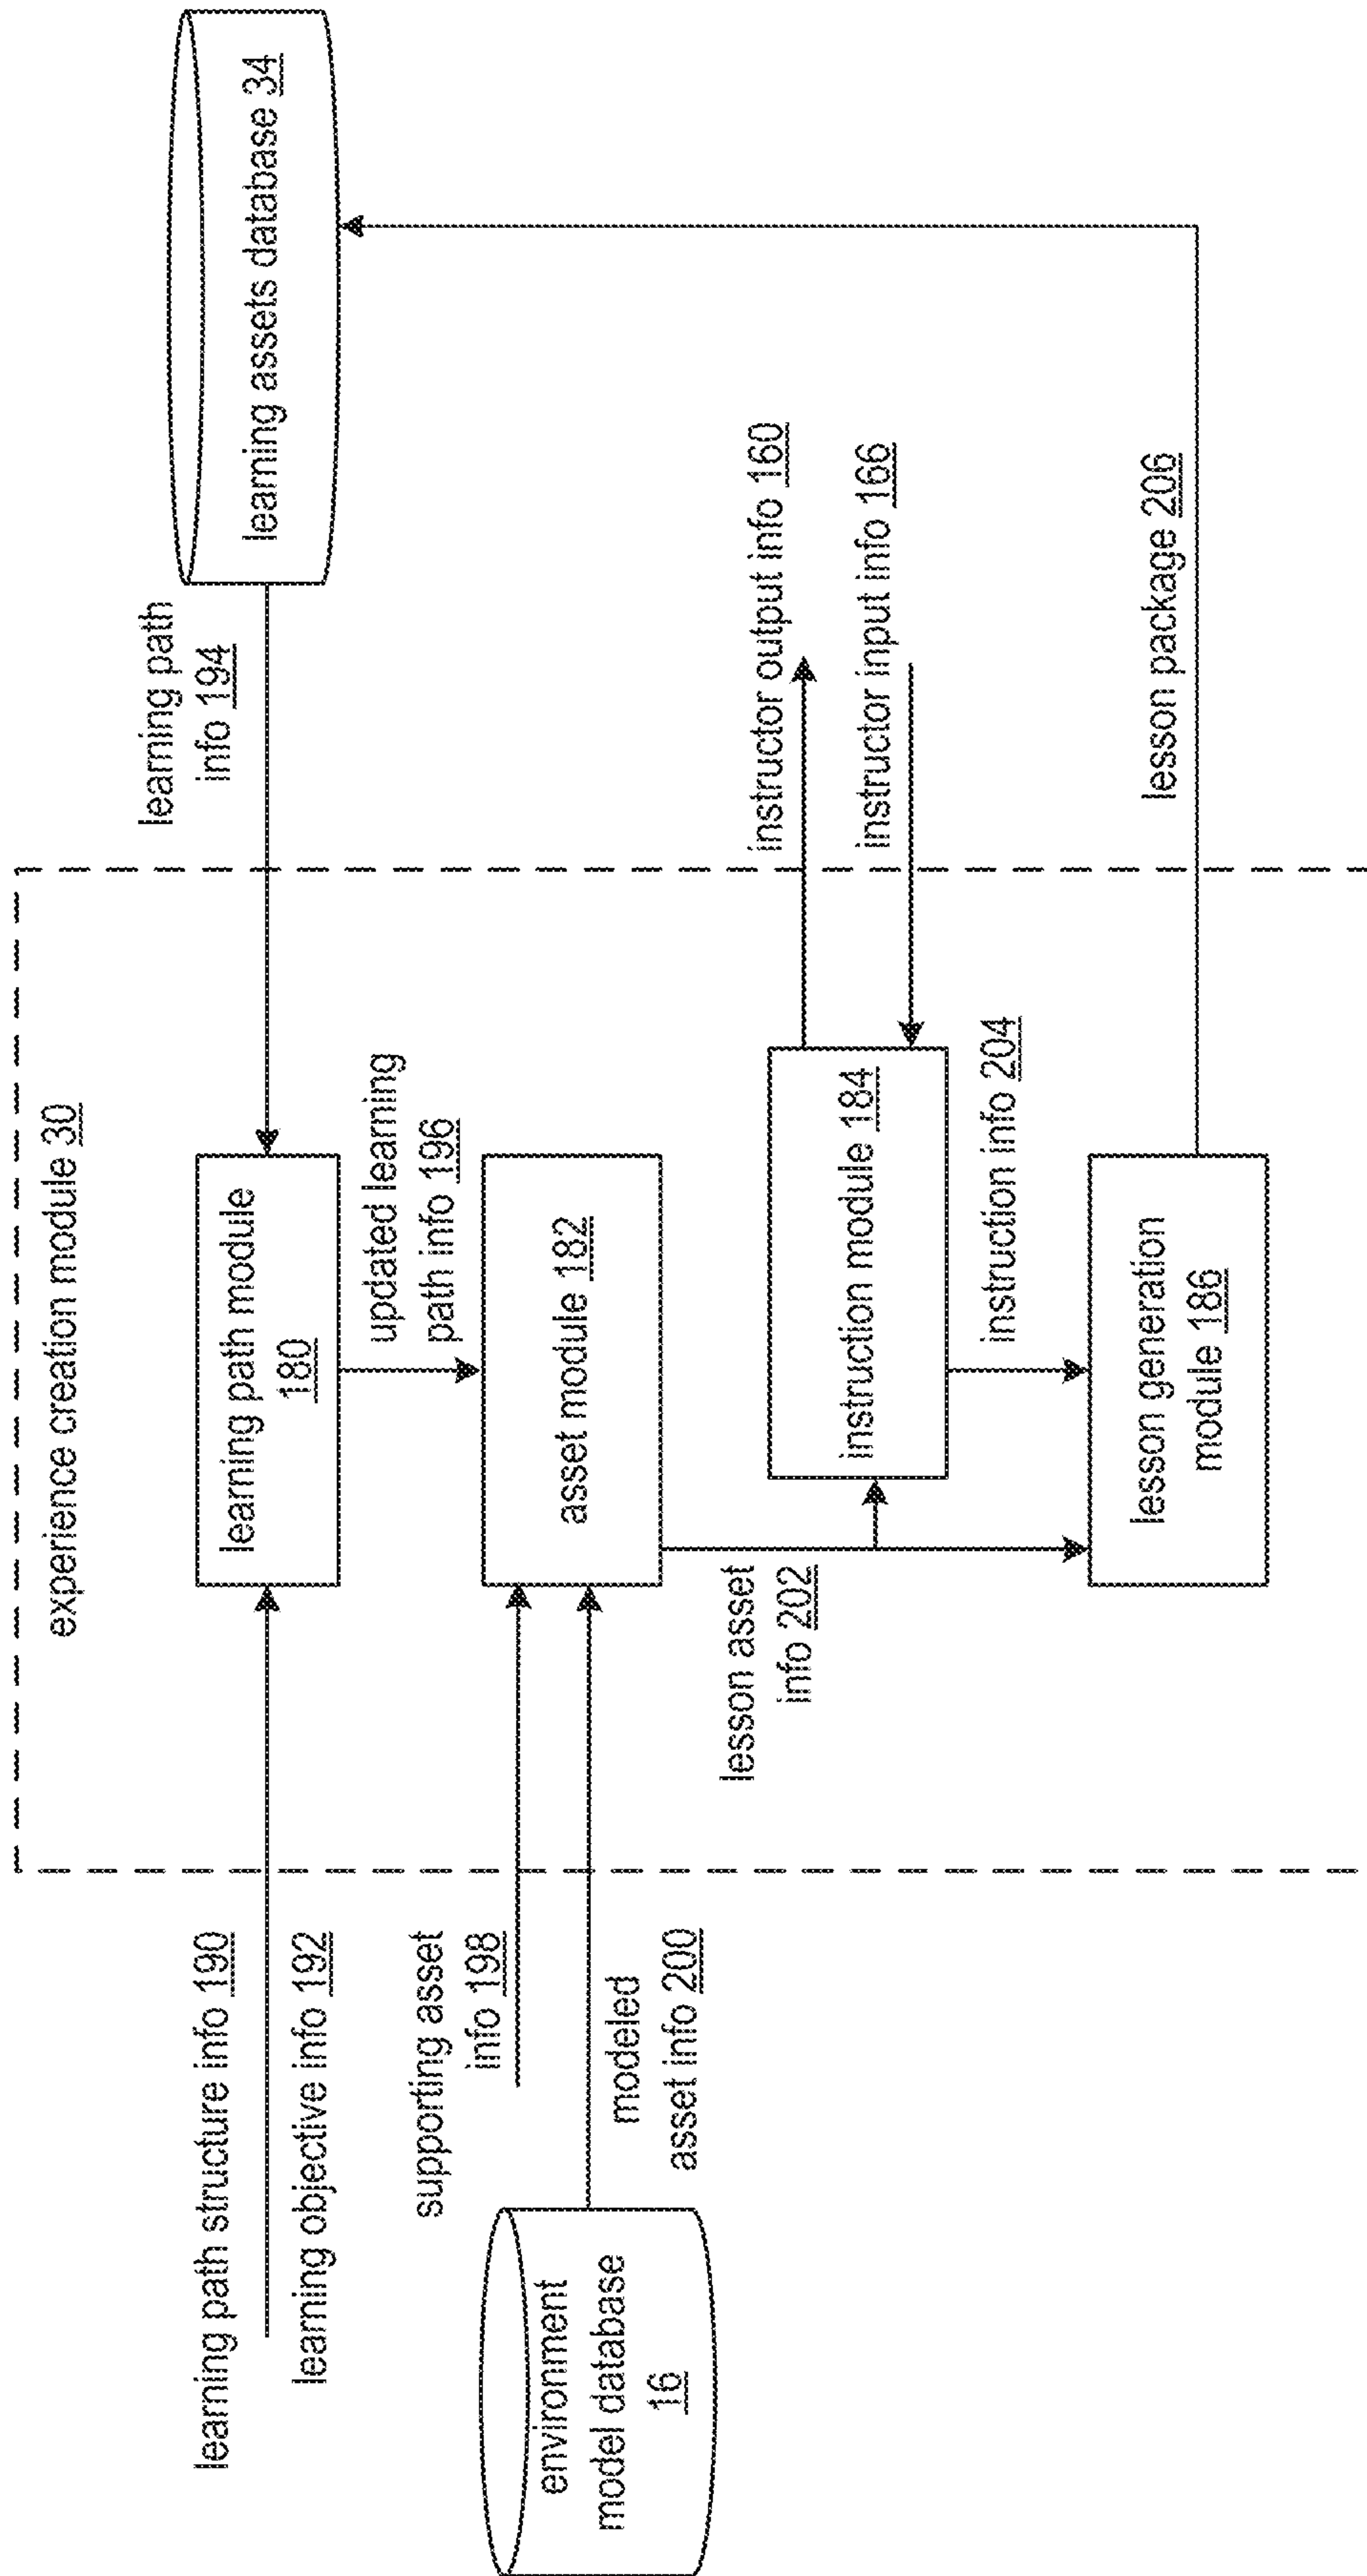 experience creation module 30
learning path structure info 190
learning objective info 192
learning path module
180
learning path
info 194
learning assets database 34
updated learning
path info 196
supporting asset
info 198
environment
model database
16
modeled
asset info 200
asset module 182
lesson asset
info 202
instruction module 184
instructor output info 160
instructor input info 166
instruction info 204
lesson generation
module 186
lesson package 206